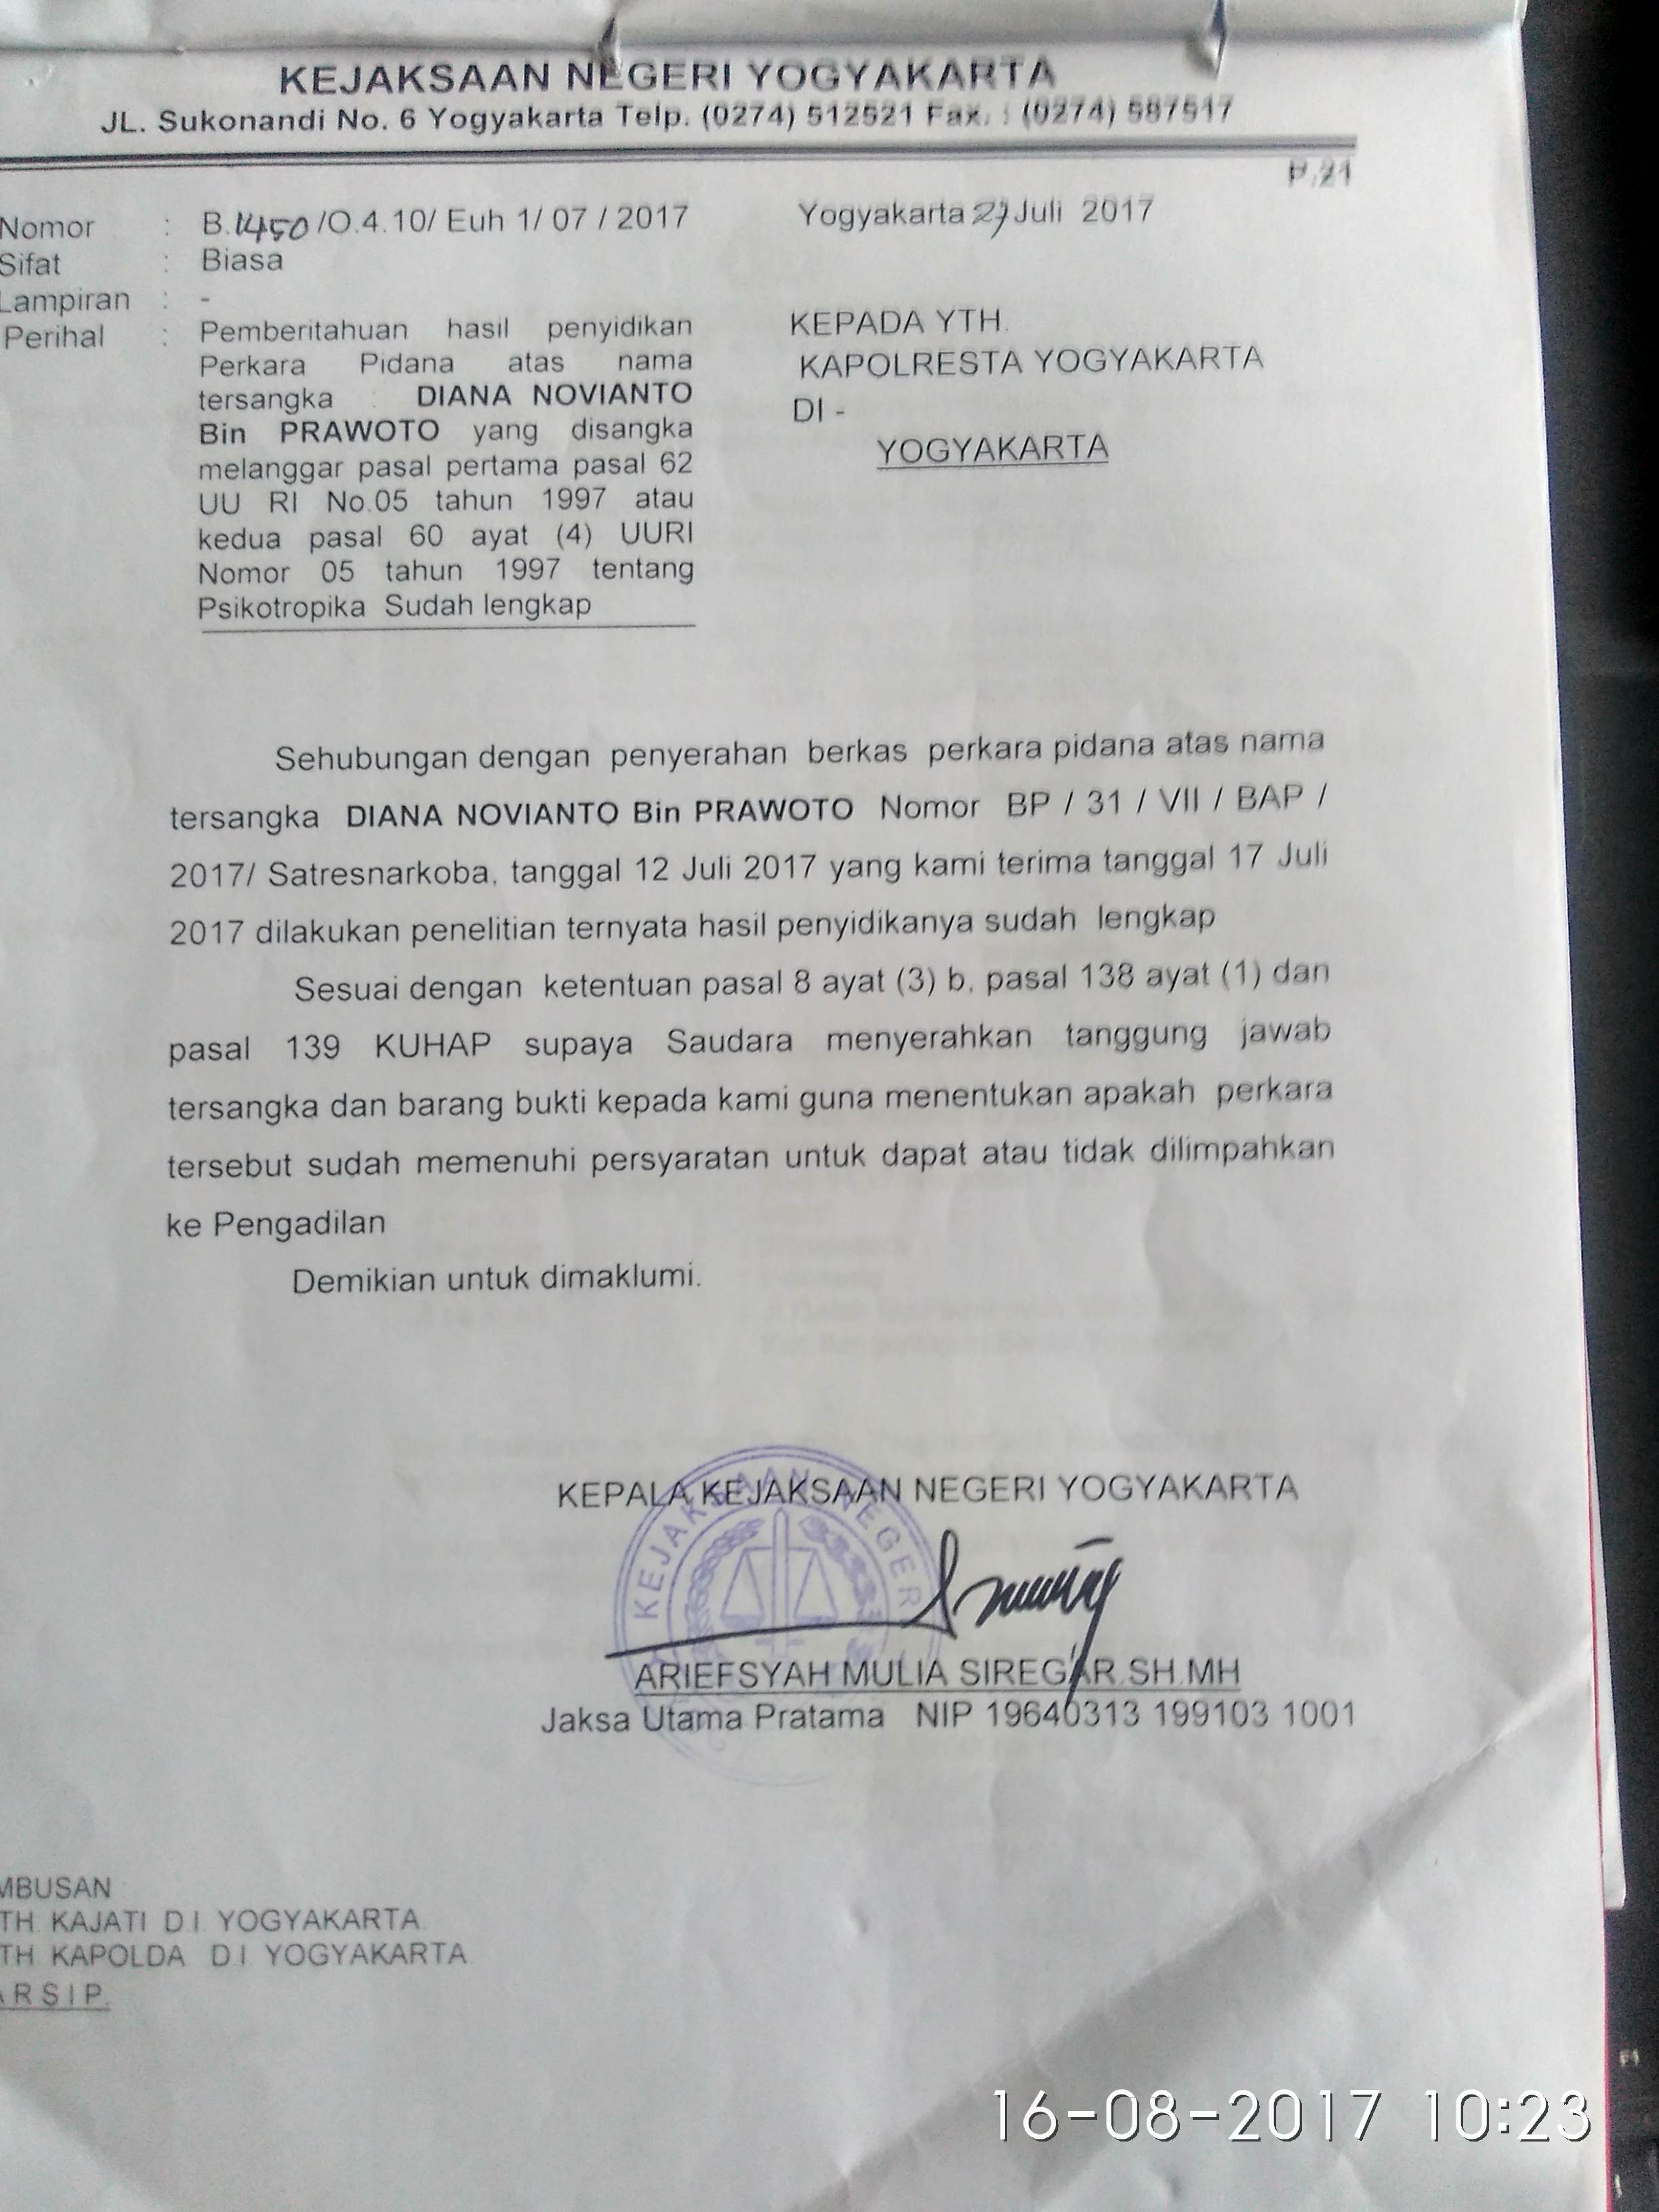 KEJAKSAAN NEGERI YOGYAKARTA
JL. Sukonandi No. 6 Yogyakarta Telp. (0274) 512521 Fax. : (0274) 587517
P.21
Nomor : B.1450/O.4.10/ Euh 1/ 07 / 2017
Yogyakarta 27 Juli 2017
Sifat : Biasa
Lampiran : -
Perihal : Pemberitahuan hasil penyidikan
Perkara Pidana atas nama
tersangka : DIANA NOVIANTO
Bin PRAWOTO yang disangka
melanggar pasal pertama pasal 62
UU RI No.05 tahun 1997 atau
kedua pasal 60 ayat (4) UURI
Nomor 05 tahun 1997 tentang
Psikotropika Sudah lengkap
KEPADA YTH.
KAPOLRESTA YOGYAKARTA
DI -
YOGYAKARTA
Sehubungan dengan penyerahan berkas perkara pidana atas nama
tersangka DIANA NOVIANTO Bin PRAWOTO Nomor BP / 31 / VII / BAP /
2017/ Satresnarkoba, tanggal 12 Juli 2017 yang kami terima tanggal 17 Juli
2017 dilakukan penelitian ternyata hasil penyidikanya sudah lengkap
Sesuai dengan ketentuan pasal 8 ayat (3) b, pasal 138 ayat (1) dan
pasal 139 KUHAP supaya Saudara menyerahkan tanggung jawab
tersangka dan barang bukti kepada kami guna menentukan apakah perkara
tersebut sudah memenuhi persyaratan untuk dapat atau tidak dilimpahkan
ke Pengadilan
Demikian untuk dimaklumi.
KEPALA KEJAKSAAN NEGERI YOGYAKARTA
KEJAKSAAN NEGERI
ARIEFSYAH MULIA SIREGAR.SH.MH
Jaksa Utama Pratama NIP 19640313 199103 1001
MBUSAN
TH. KAJATI D.I. YOGYAKARTA
TH KAPOLDA D.I YOGYAKARTA
ARSIP.
16-08-2017 10:23